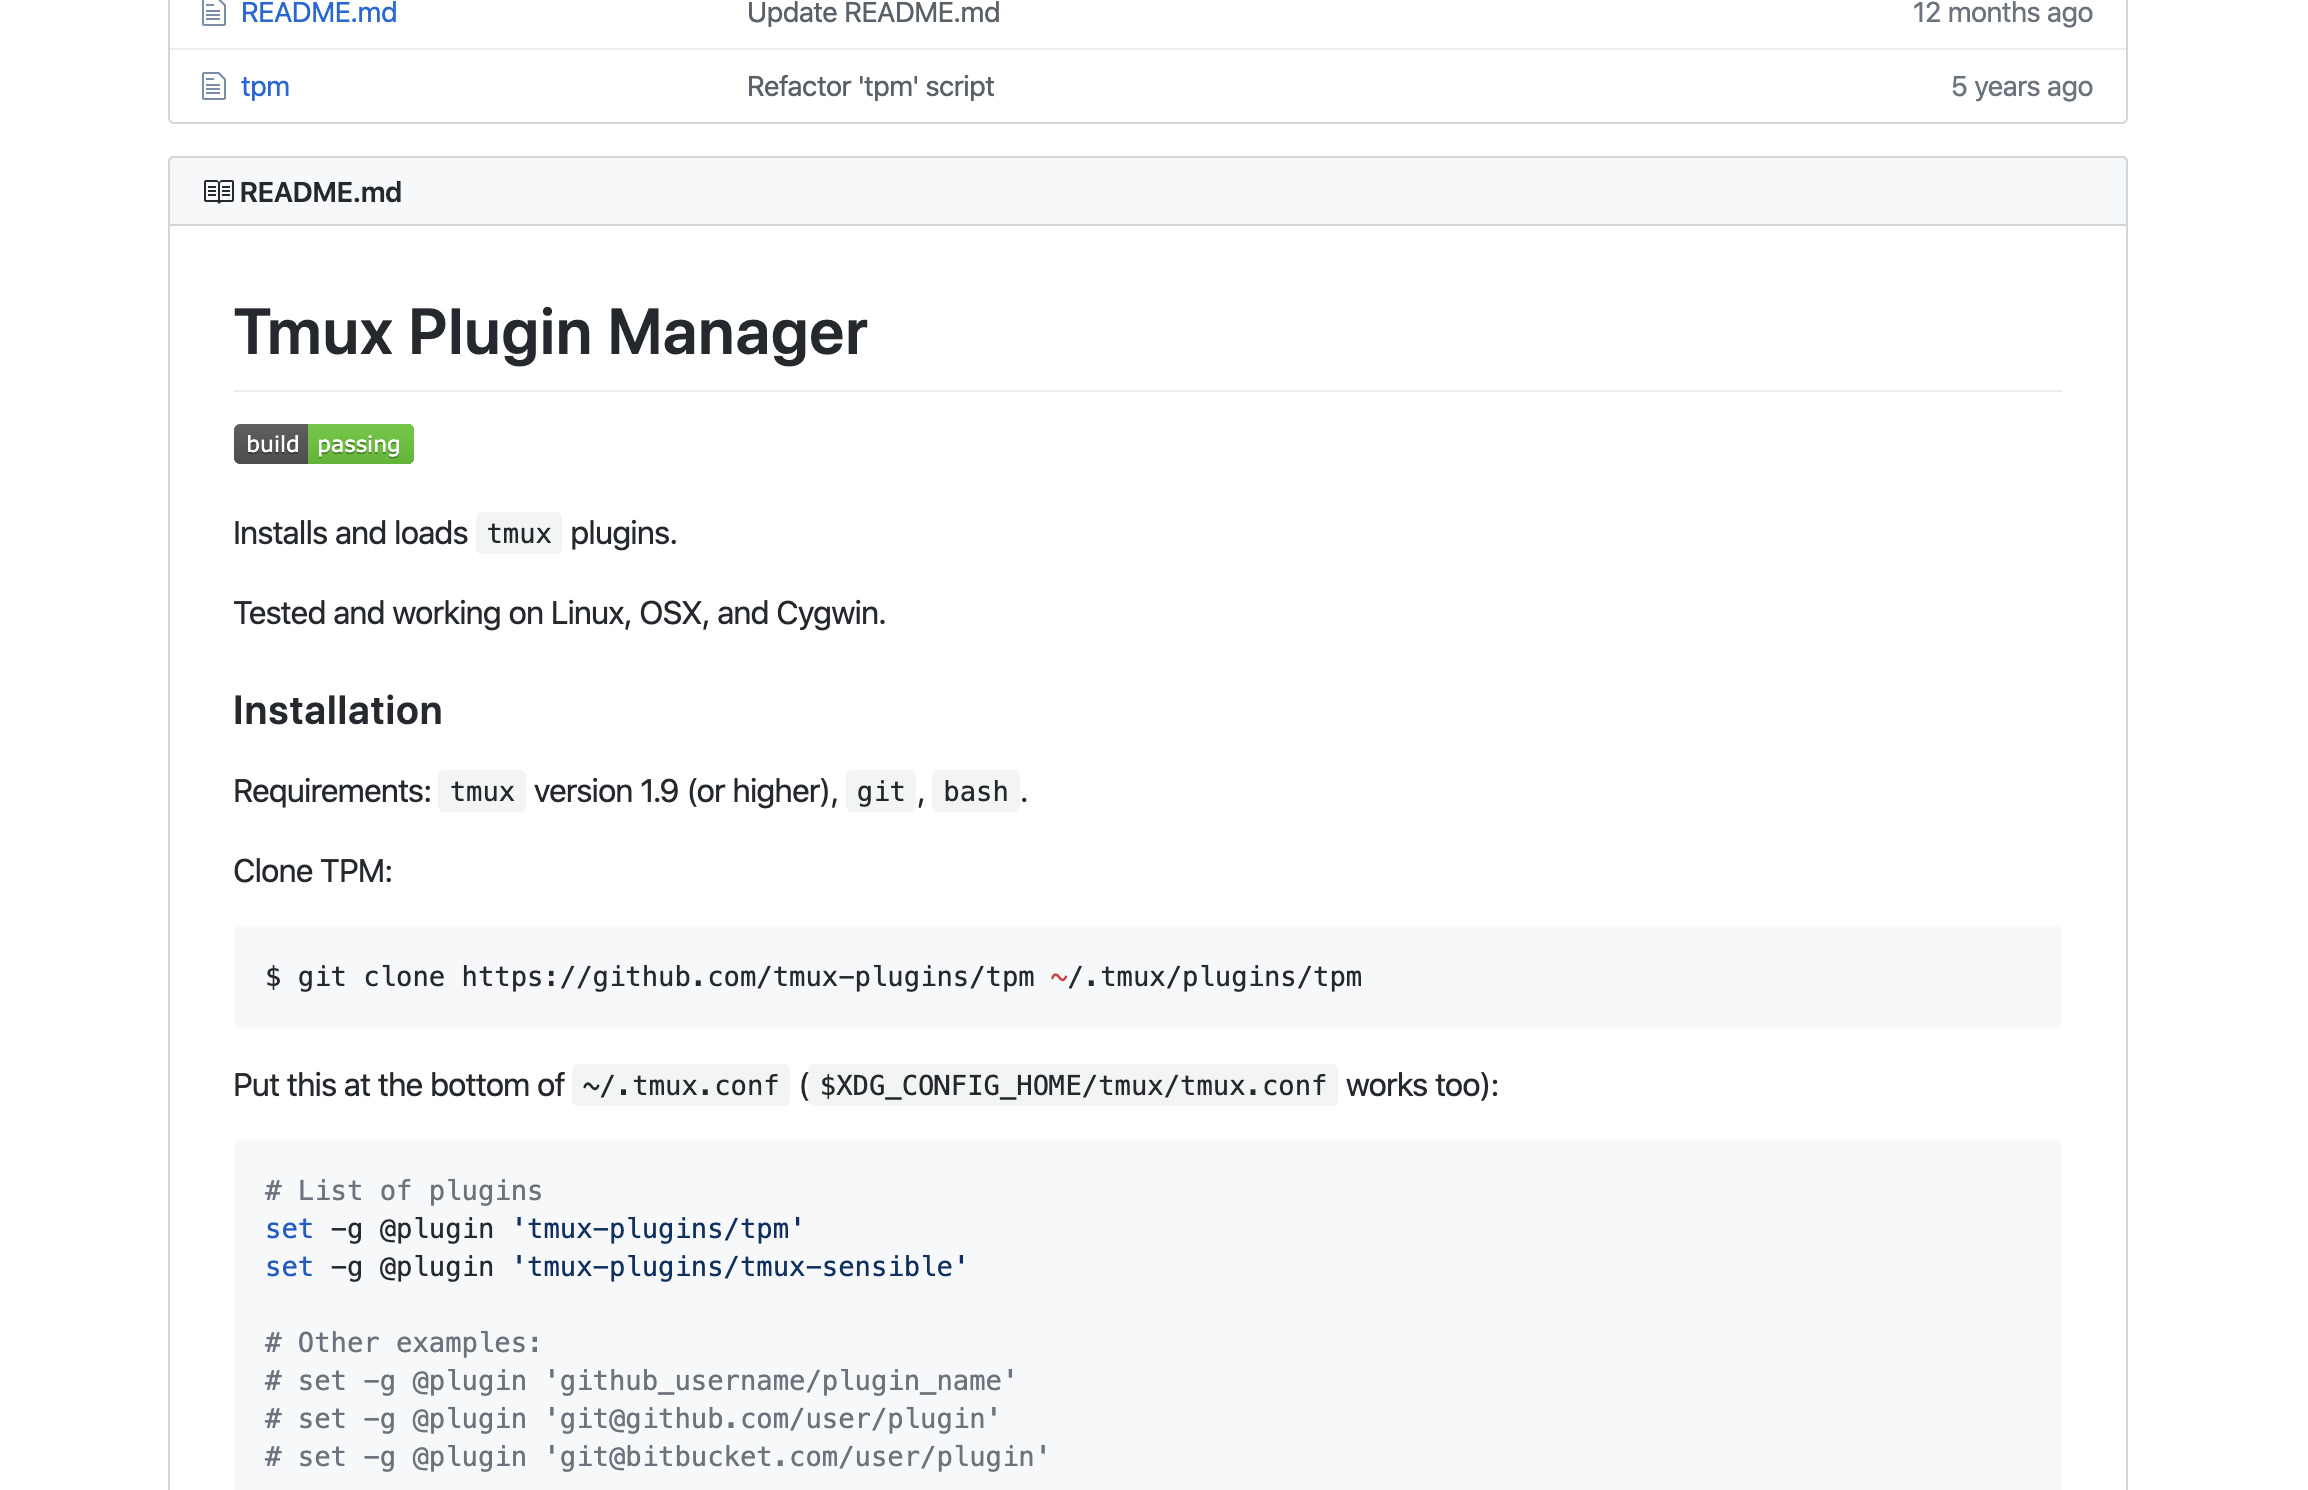 README.md Update README.md 12 months ago
tpm Refactor 'tpm' script 5 years ago
README.md
Tmux Plugin Manager
build passing
Installs and loads tmux plugins.
Tested and working on Linux, OSX, and Cygwin.
Installation
Requirements: tmux version 1.9 (or higher), git, bash.
Clone TPM:
$ git clone https://github.com/tmux-plugins/tpm ~/.tmux/plugins/tpm
Put this at the bottom of ~/.tmux.conf ($XDG_CONFIG_HOME/tmux/tmux.conf works too):
# List of plugins
set -g @plugin 'tmux-plugins/tpm'
set -g @plugin 'tmux-plugins/tmux-sensible'
# Other examples:
# set -g @plugin 'github_username/plugin_name'
# set -g @plugin 'git@github.com/user/plugin'
# set -g @plugin 'git@bitbucket.com/user/plugin'